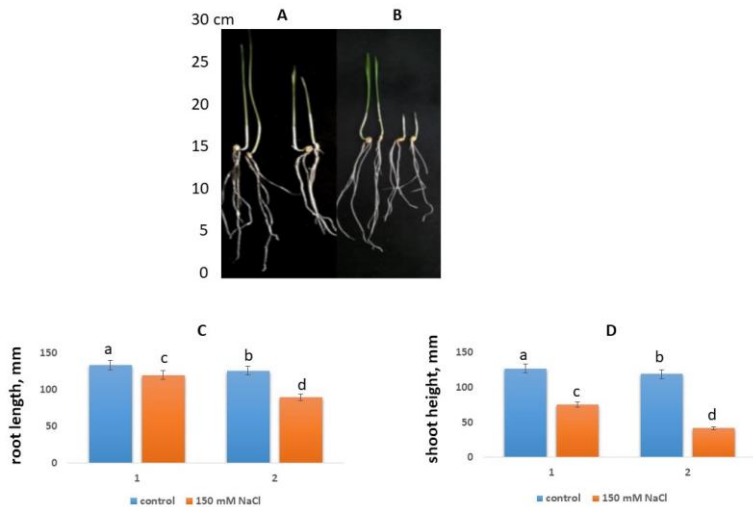 30 cm
A
B
25
20
15
10
5
0
C
root length, mm
150
100
50
0
a
c
b
d
1
2
control
150 mM NaCl
D
shoot height, mm
150
100
50
0
a
c
b
d
1
2
control
150 mM NaCl